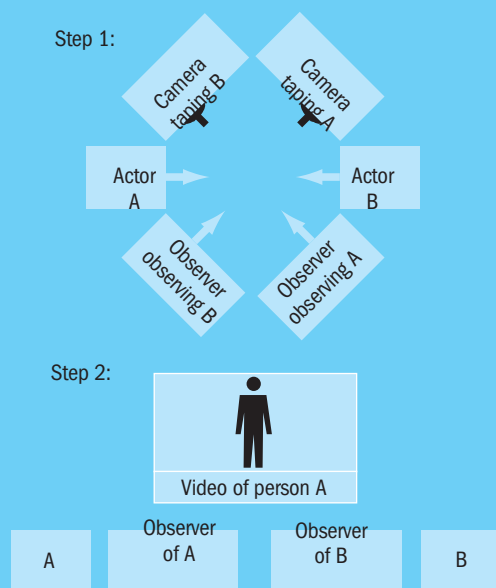 Step 1:
Camera
taping B
Camera
taping A
Actor
A
Actor
B
Observer
observing B
Observer
observing A
Step 2:
Video of person A
A
Observer
of A
Observer
of B
B